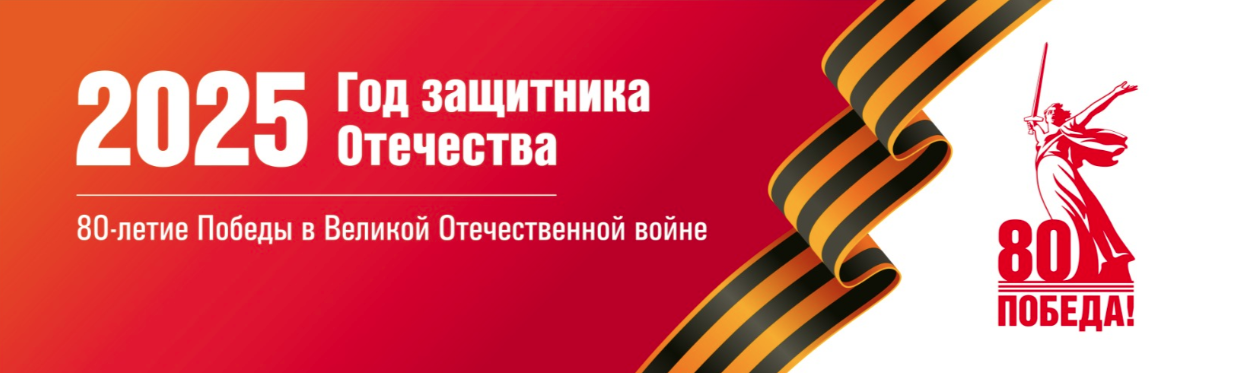 2025
Год защитника
Отечества
80-летие Победы в Великой Отечественной войне
80
ПОБЕДА!